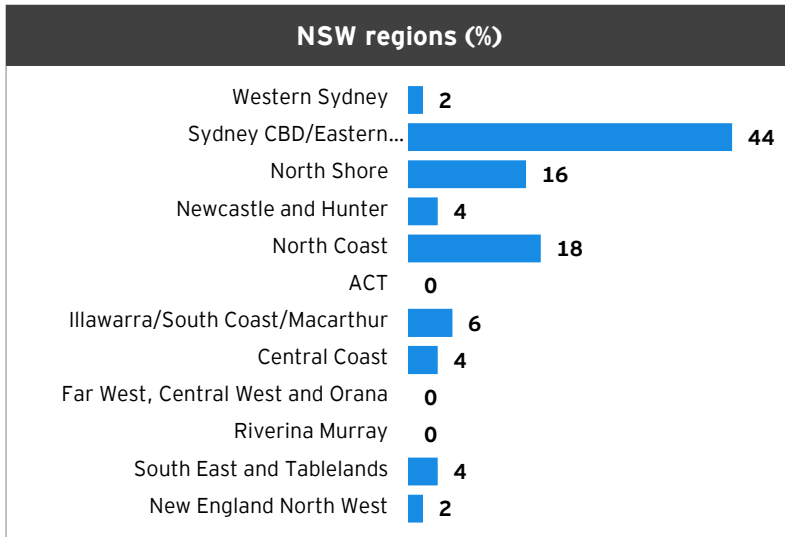 NSW regions (%)
Western Sydney 2
Sydney CBD/Eastern... 44
North Shore 16
Newcastle and Hunter 4
North Coast 18
ACT 0
Illawarra/South Coast/Macarthur 6
Central Coast 4
Far West, Central West and Orana 0
Riverina Murray 0
South East and Tablelands 4
New England North West 2